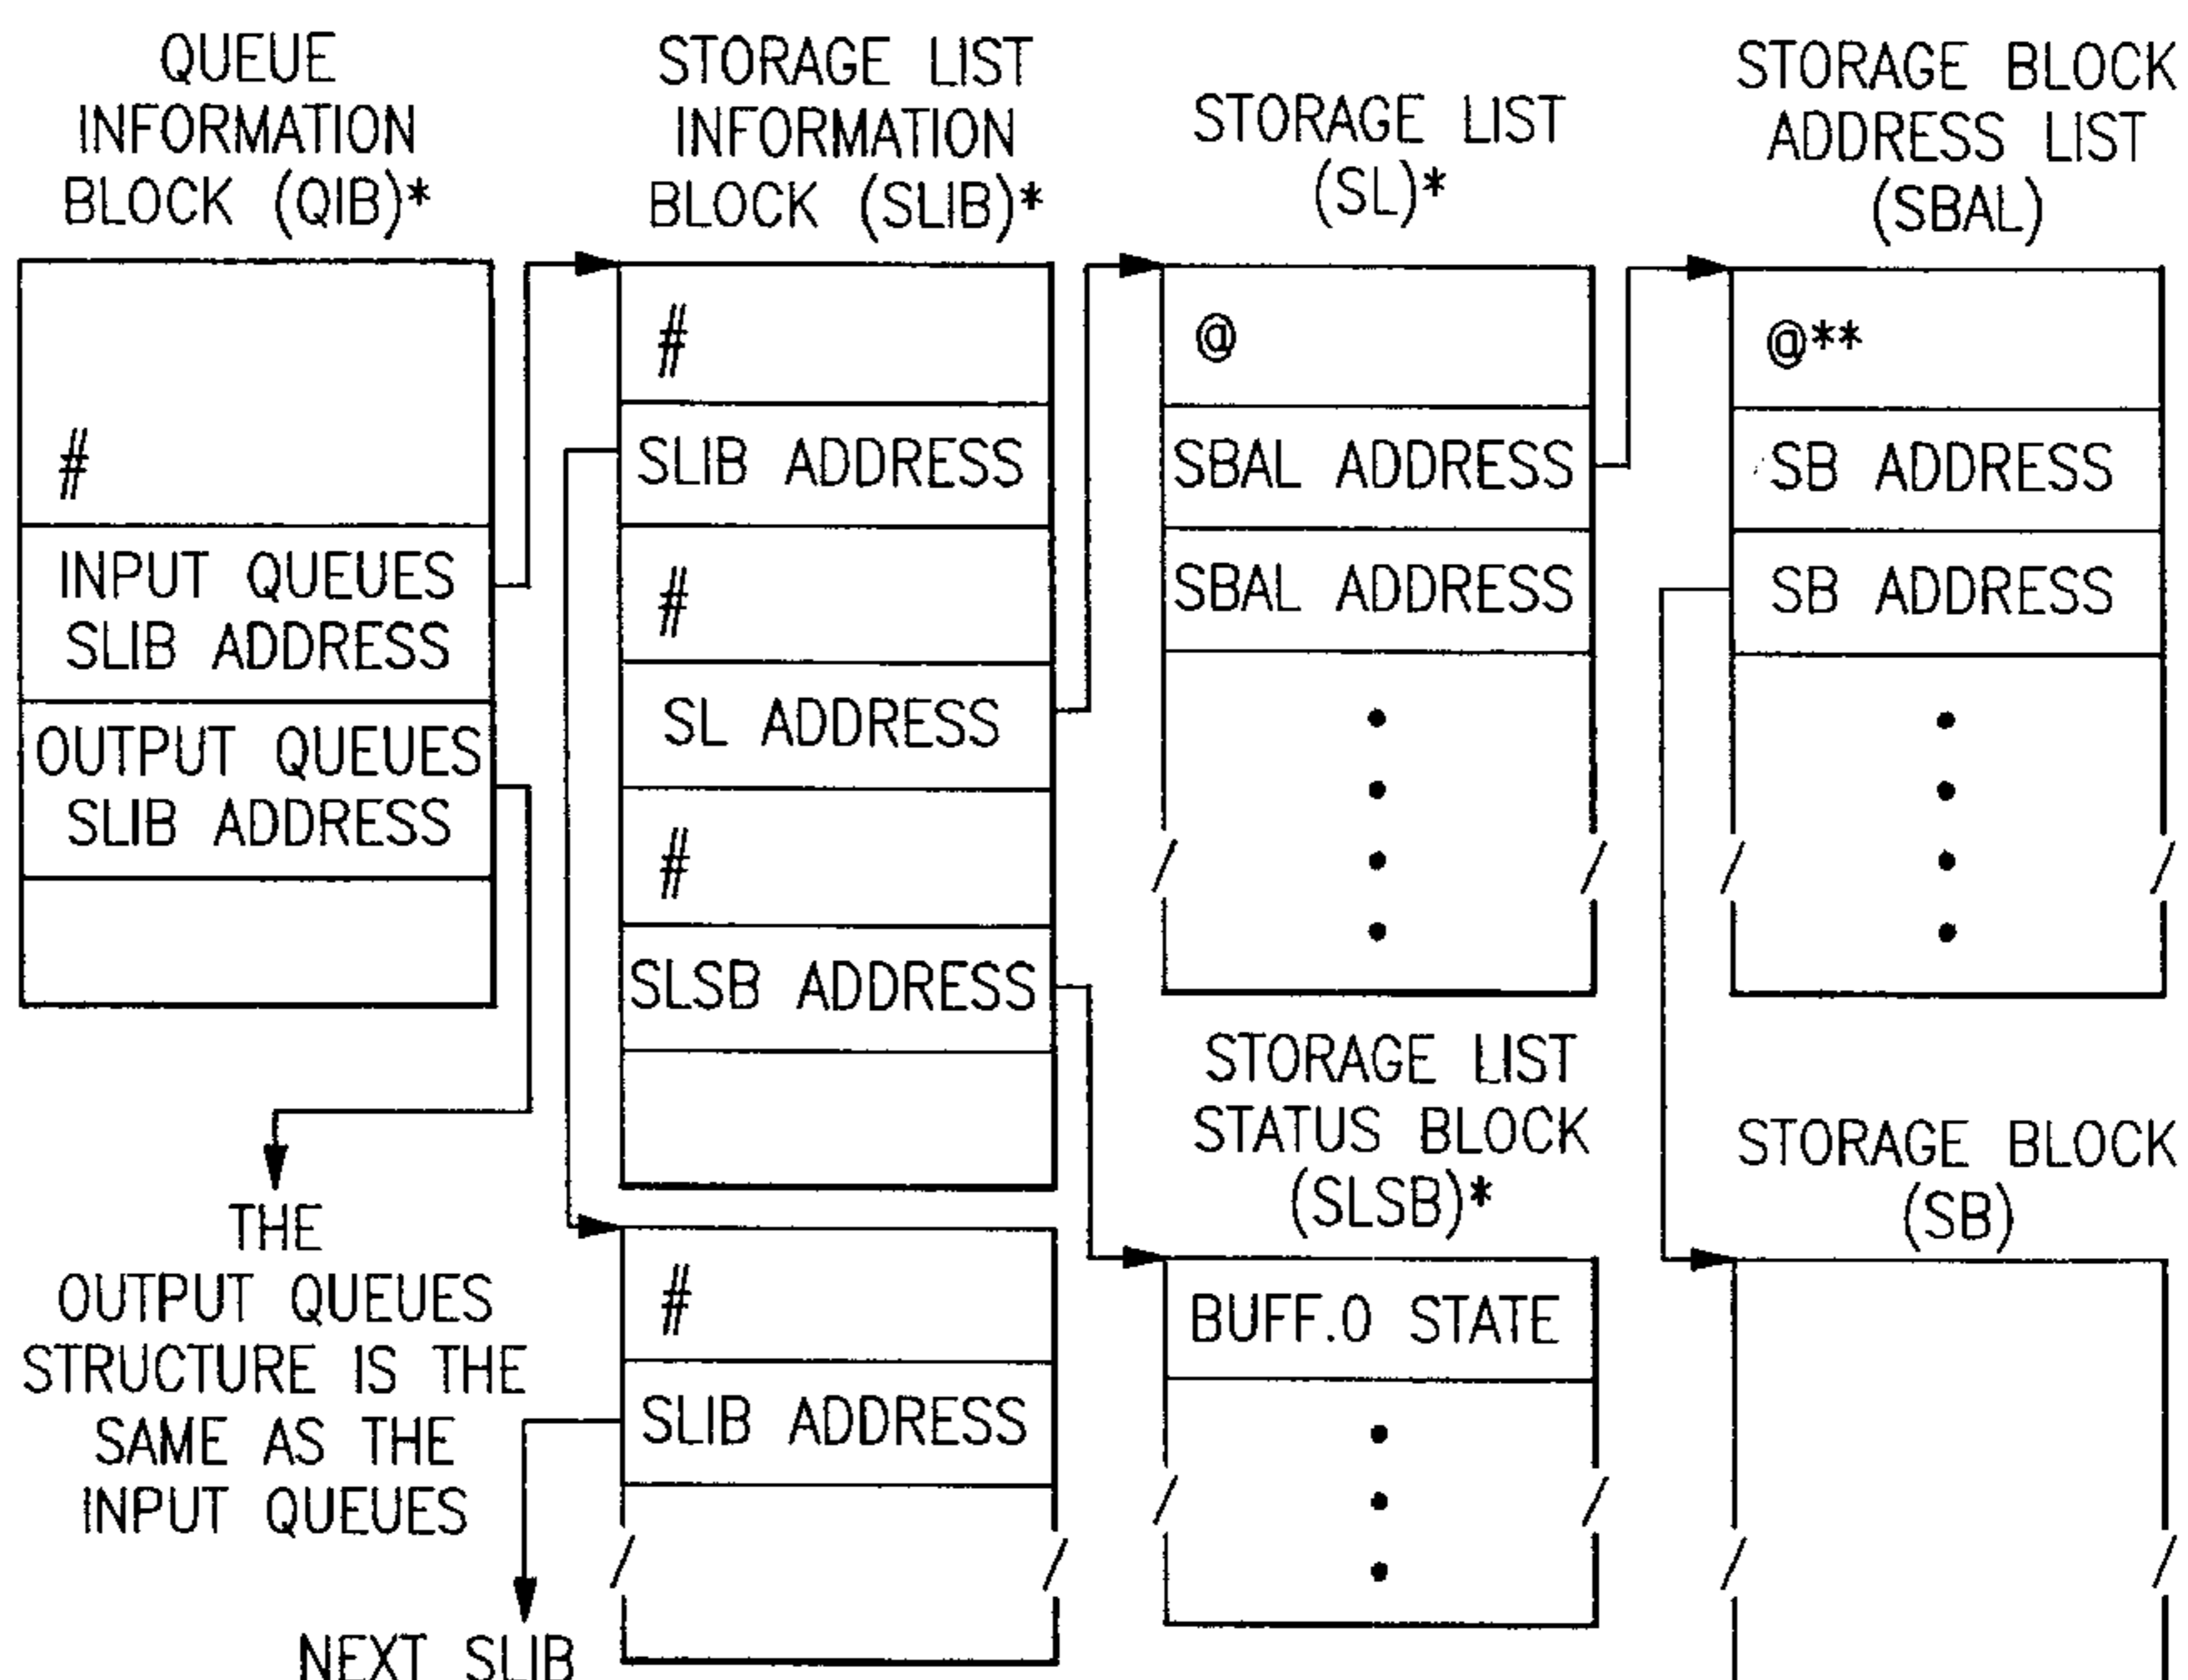 QUEUE
INFORMATION
BLOCK (QIB)*
#
INPUT QUEUES
SLIB ADDRESS
OUTPUT QUEUES
SLIB ADDRESS
THE
OUTPUT QUEUES
STRUCTURE IS THE
SAME AS THE
INPUT QUEUES
STORAGE LIST
INFORMATION
BLOCK (SLIB)*
#
SLIB ADDRESS
#
SL ADDRESS
#
SLSB ADDRESS
#
SLIB ADDRESS
NEXT SLIB
STORAGE LIST
(SL)*
@
SBAL ADDRESS
SBAL ADDRESS
STORAGE LIST
STATUS BLOCK
(SLSB)*
BUFF.0 STATE
STORAGE BLOCK
ADDRESS LIST
(SBAL)
@**
SB ADDRESS
SB ADDRESS
STORAGE BLOCK
(SB)